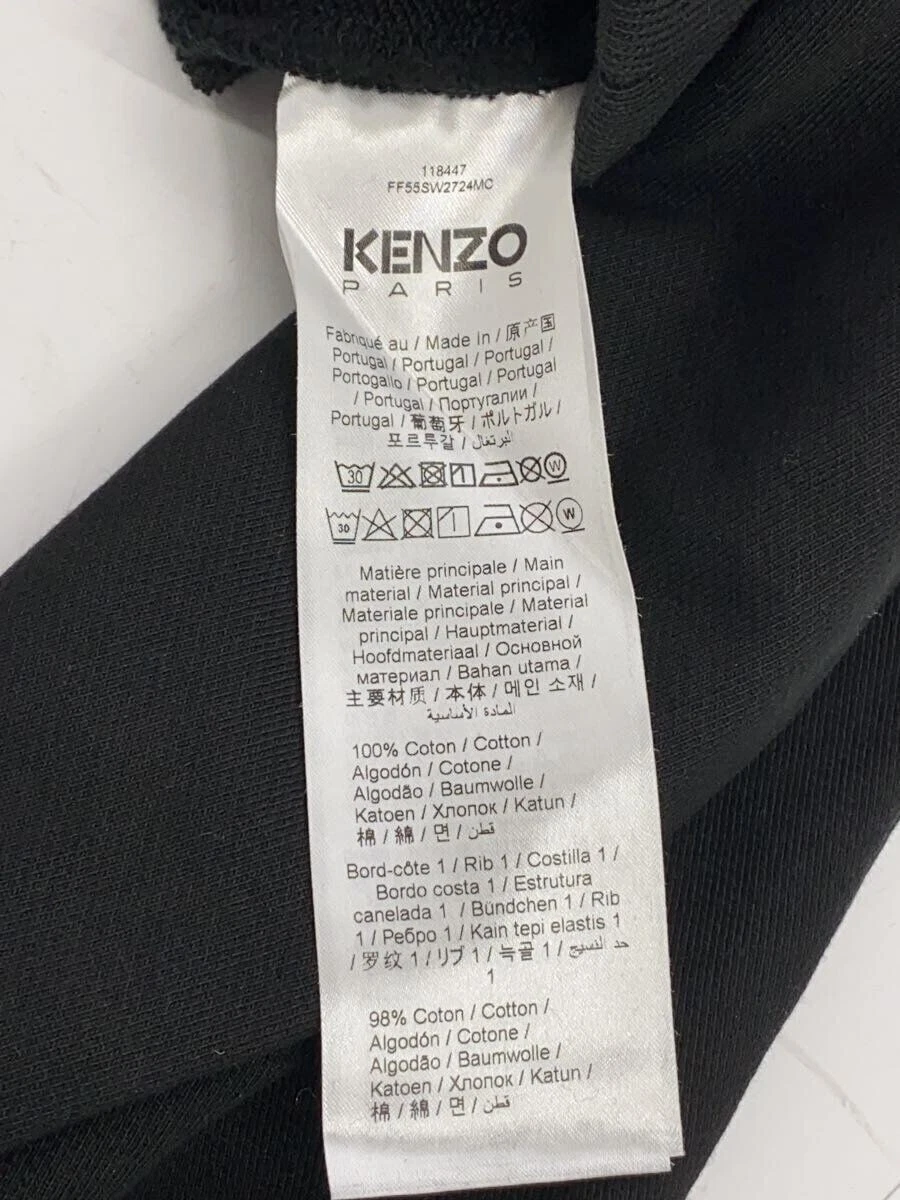 118447
FF55SW2724MC
KENZO
PARIS
Fabriqué au / Made in / 原产国
Portugal / Portugal / Portugal /
Portogallo / Portugal / Portugal
/ Portugal / Португалии /
Portugal / 葡萄牙 / ポルトガル /
포르투갈 / البرتغال
30 1 W
30 1 W
Matière principale / Main
material / Material principal /
Materiale principale / Material
principal / Hauptmaterial /
Hoofdmateriaal / Основной
материал / Bahan utama /
主要材质 / 本体 / 메인 소재 /
المادة الأساسية
100% Coton / Cotton /
Algodón / Cotone /
Algodão / Baumwolle /
Katoen / Хлопок / Katun /
棉 / 綿 / 면 / قطن
Bord-côte 1 / Rib 1 / Costilla 1 /
Bordo costa 1 / Estrutura
canelada 1 / Bündchen 1 / Rib
1 / Ребро 1 / Kain tepi elastis 1
/ 罗纹 1 / リブ 1 / 늑골 1 / حد النسيج
1
98% Coton / Cotton /
Algodón / Cotone /
Algodão / Baumwolle /
Katoen / Хлопок / Katun /
棉 / 綿 / 면 / قطن